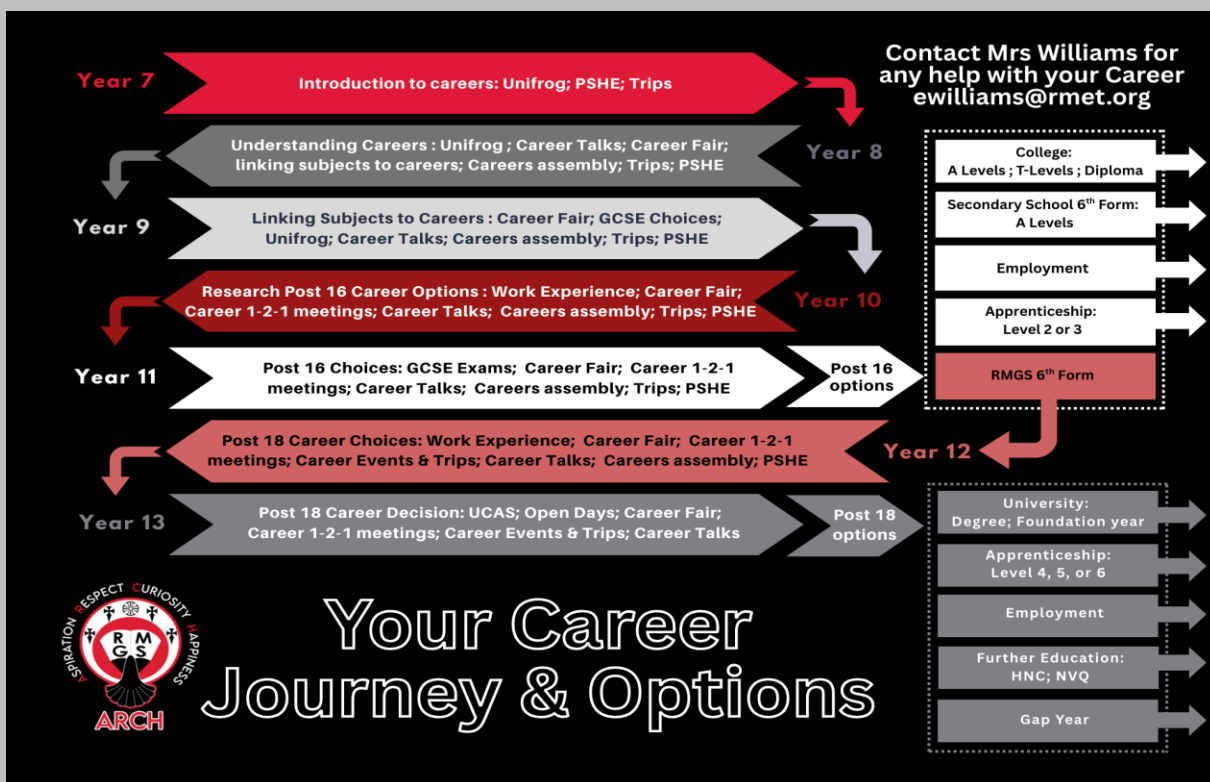 Contact Mrs Williams for
any help with your Career
ewilliams@rmet.org
Year 7
Introduction to careers: Unifrog; PSHE; Trips
Year 8
Understanding Careers : Unifrog ; Career Talks; Career Fair;
linking subjects to careers; Careers assembly; Trips; PSHE
Year 9
Linking Subjects to Careers : Career Fair; GCSE Choices;
Unifrog; Career Talks; Careers assembly; Trips; PSHE
Year 10
Research Post 16 Career Options : Work Experience; Career Fair;
Career 1-2-1 meetings; Career Talks; Careers assembly; Trips; PSHE
Year 11
Post 16 Choices: GCSE Exams; Career Fair; Career 1-2-1
meetings; Career Talks; Careers assembly; Trips; PSHE
Post 16
options
College:
A Levels ; T-Levels ; Diploma
Secondary School 6th Form:
A Levels
Employment
Apprenticeship:
Level 2 or 3
RMGS 6th Form
Year 12
Post 18 Career Choices: Work Experience; Career Fair; Career 1-2-1
meetings; Career Events & Trips; Career Talks; Careers assembly; PSHE
Year 13
Post 18 Career Decision: UCAS; Open Days; Career Fair;
Career 1-2-1 meetings; Career Events & Trips; Career Talks
Post 18
options
University:
Degree; Foundation year
Apprenticeship:
Level 4, 5, or 6
Employment
Further Education:
HNC; NVQ
Gap Year
ASPIRATION RESPECT CURIOSITY HAPPINESS
R M
G S
ARCH
Your Career
Journey & Options